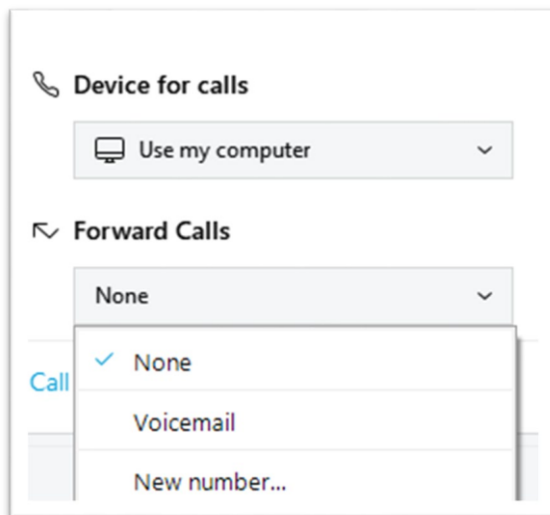 Device for calls
Use my computer
Forward Calls
None
None
Call
Voicemail
New number...